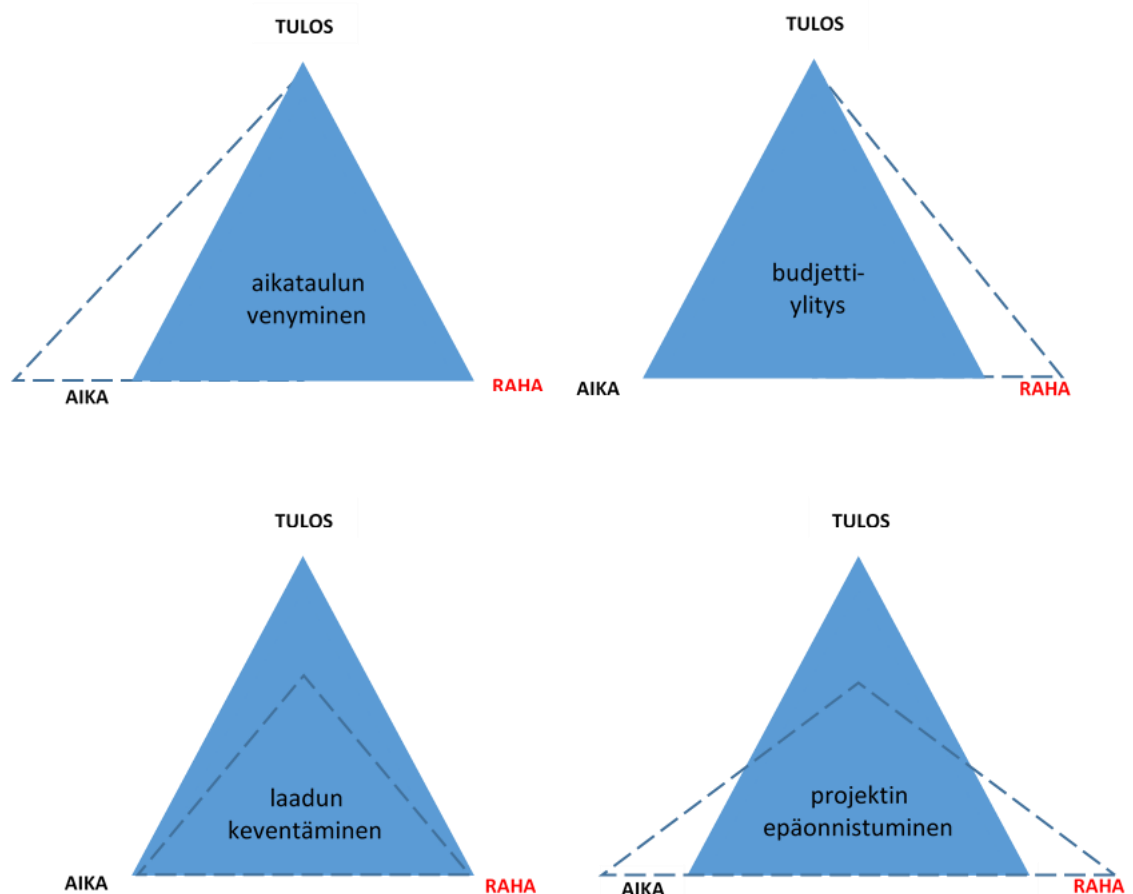 TULOS
aikataulun
venyminen
AIKA
RAHA
TULOS
budjetti-
ylitys
AIKA
RAHA
TULOS
laadun
keventäminen
AIKA
RAHA
TULOS
projektin
epäonnistuminen
AIKA
RAHA